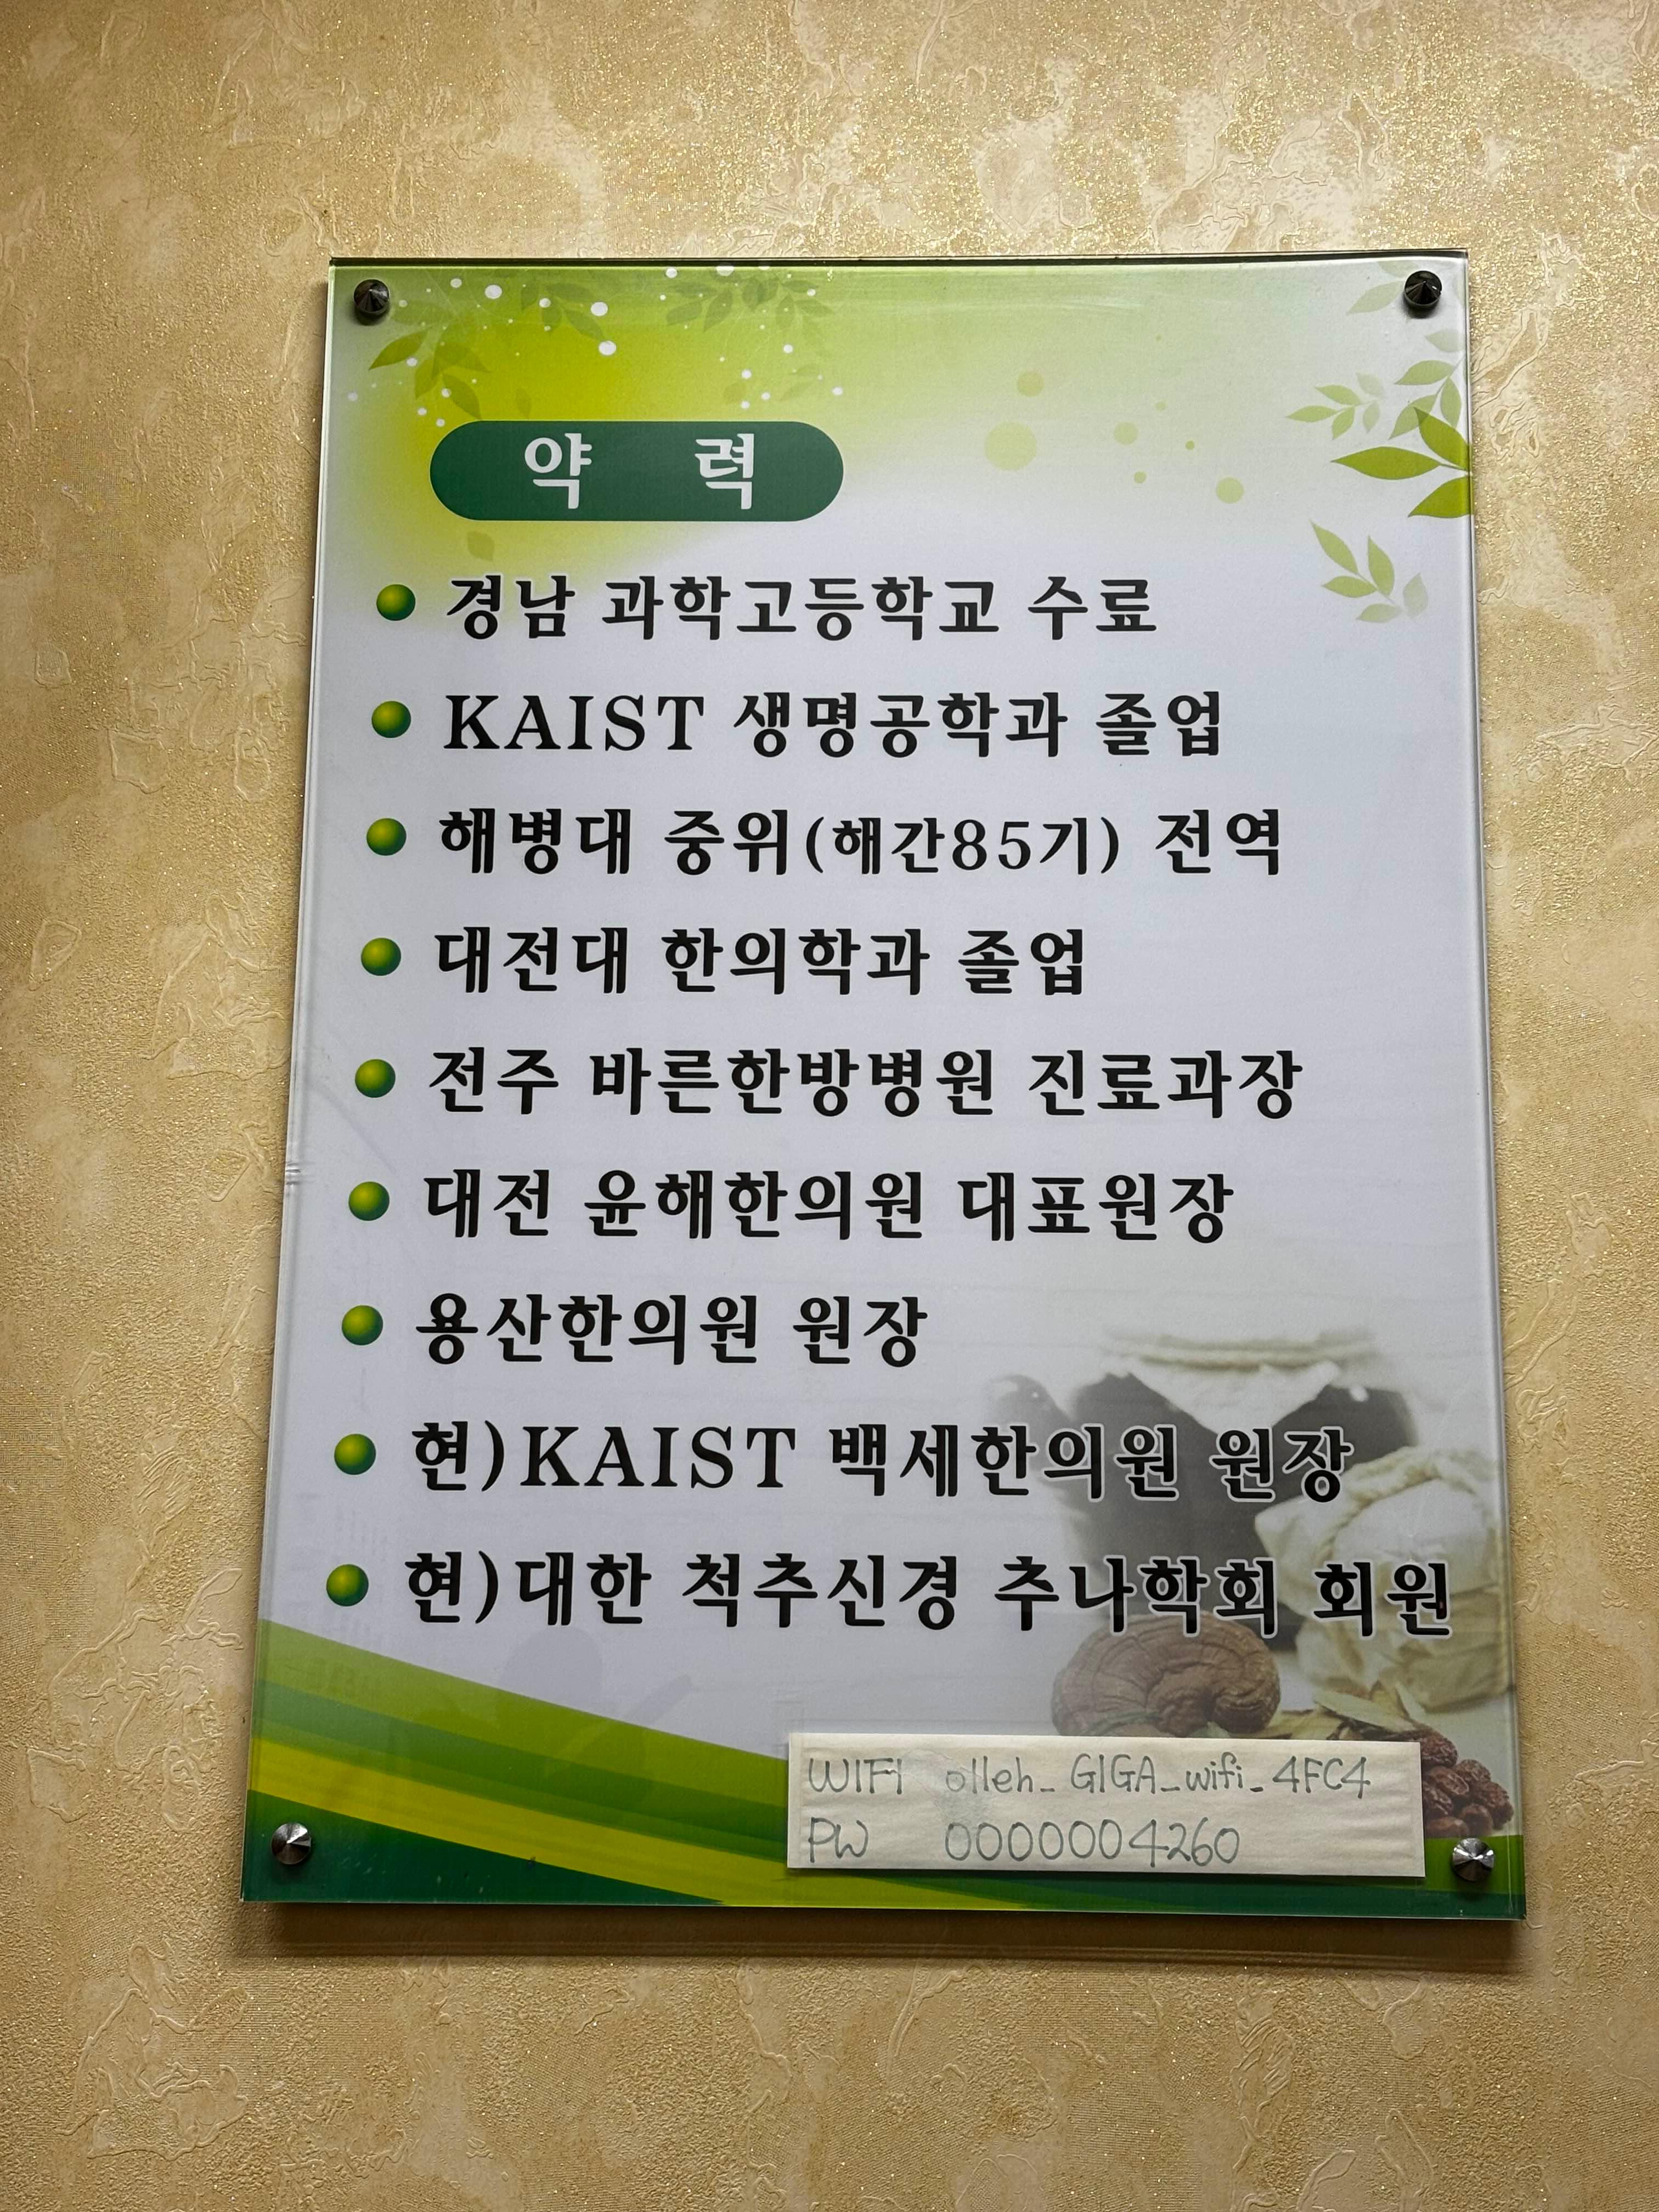 약 력
경남 과학고등학교 수료
KAIST 생명공학과 졸업
해병대 중위(해간85기) 전역
대전대 한의학과 졸업
전주 바른한방병원 진료과장
대전 윤해한의원 대표원장
용산한의원 원장
현)KAIST 백세한의원 원장
현)대한 척추신경 추나학회 회원
WIFI olleh_GIGA_wifi_4FC4
PW 0000004260